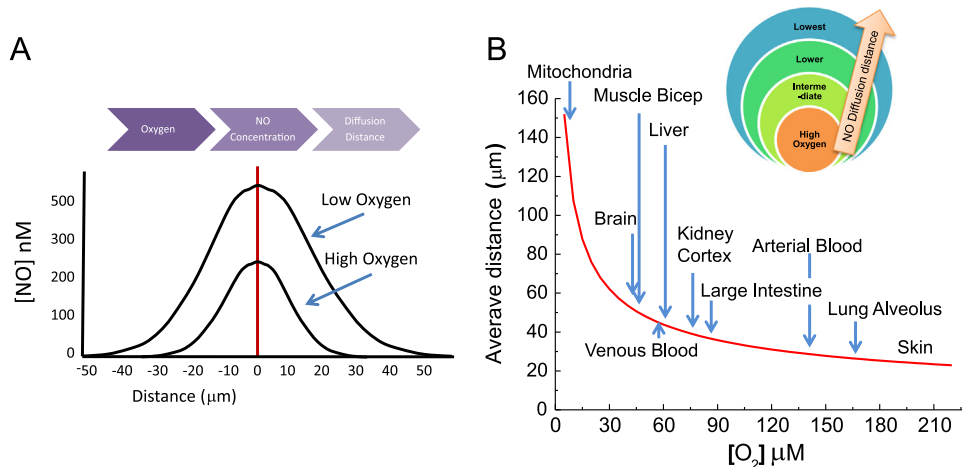 A
Oxygen
NO
Concentration
Diffusion
Distance
[NO] nM
500
300
200
100
0
Low Oxygen
High Oxygen
-50
-40
-30
-20
-10
0
10
20
30
40
50
Distance (μm)
B
Lowest
Lower
Interme
-diate
High
Oxygen
NO Diffusion distance
Mitochondria
Muscle Bicep
Liver
Brain
Kidney
Cortex
Arterial Blood
Large Intestine
Lung Alveolus
Venous Blood
Skin
Averave distance (μm)
160
140
120
100
80
60
40
20
0
0
30
60
90
120
150
180
210
[O2] μM